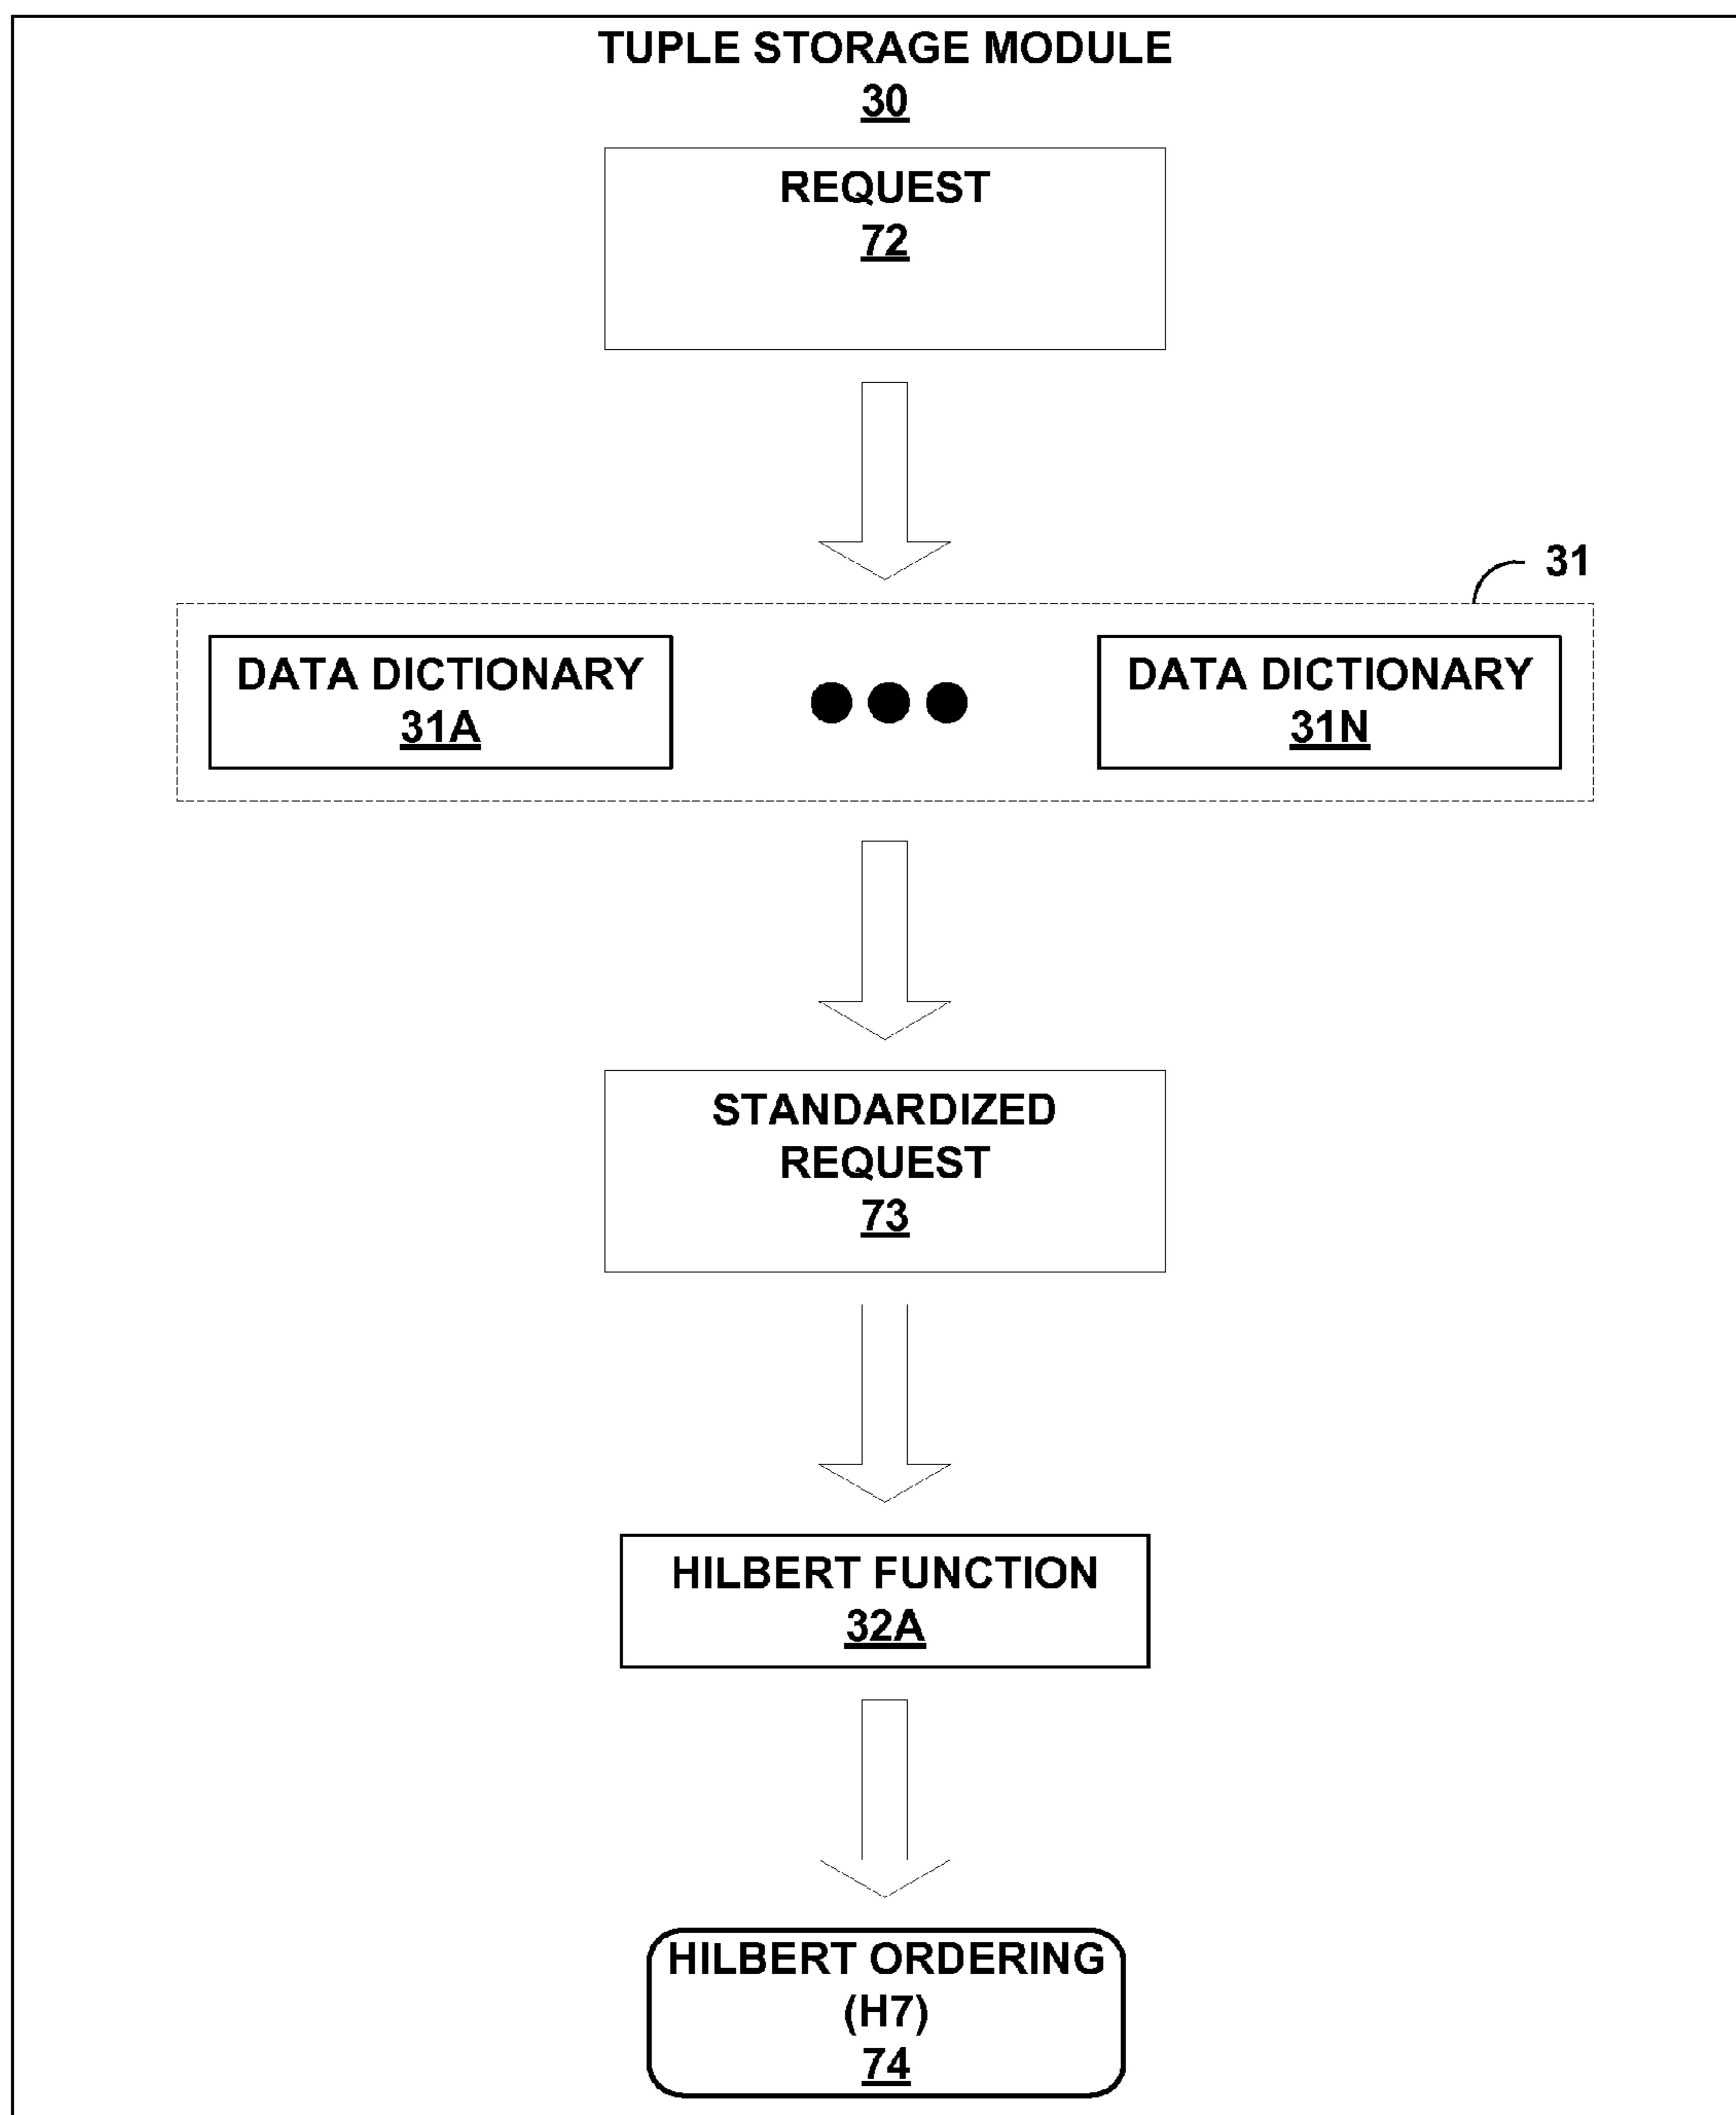 TUPLE STORAGE MODULE
30
REQUEST
72
31
DATA DICTIONARY
31A
DATA DICTIONARY
31N
STANDARDIZED
REQUEST
73
HILBERT FUNCTION
32A
HILBERT ORDERING
(H7)
74